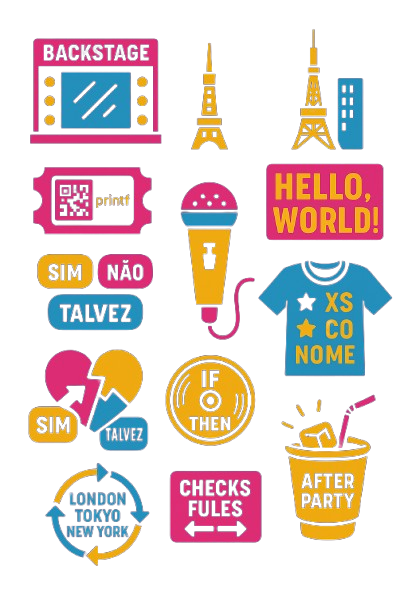 BACKSTAGE
printf
HELLO,
WORLD!
SIM
NÃO
TALVEZ
XS
CO
NOME
SIM
TALVEZ
IF
THEN
AFTER
PARTY
LONDON
TOKYO
NEW YORK
CHECKS
FULES